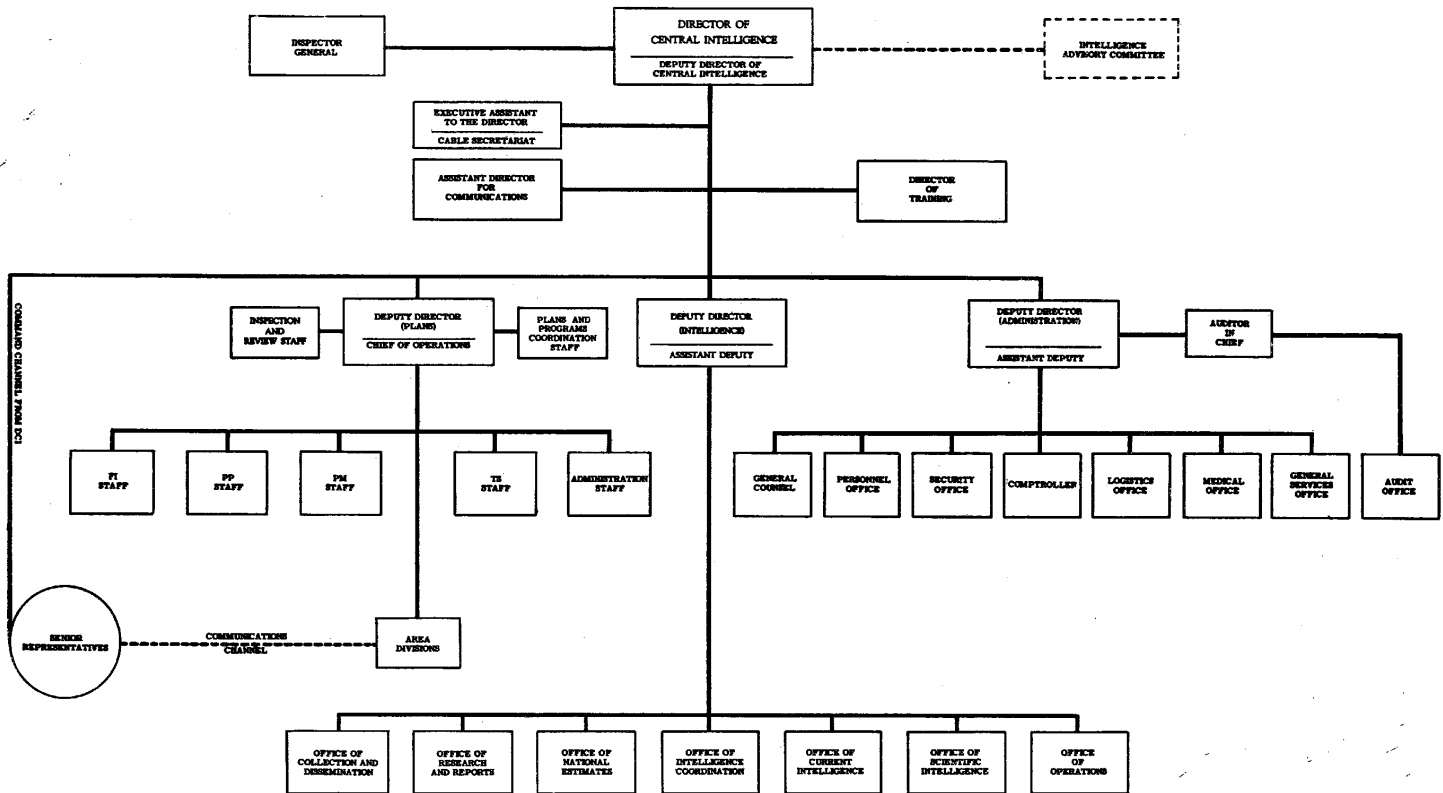 DIRECTOR OF
CENTRAL INTELLIGENCE
DEPUTY DIRECTOR OF
CENTRAL INTELLIGENCE
INSPECTOR
GENERAL
INTELLIGENCE
ADVISORY COMMITTEE
EXECUTIVE ASSISTANT
TO THE DIRECTOR
CABLE SECRETARIAT
ASSISTANT DIRECTOR
FOR
COMMUNICATIONS
DIRECTOR
OF
TRAINING
COMMAND CHANNEL FROM DCI
INSPECTION
AND
REVIEW STAFF
DEPUTY DIRECTOR
(PLANS)
CHIEF OF OPERATIONS
PLANS AND
PROGRAMS
COORDINATION
STAFF
DEPUTY DIRECTOR
(INTELLIGENCE)
ASSISTANT DEPUTY
DEPUTY DIRECTOR
(ADMINISTRATION)
ASSISTANT DEPUTY
AUDITOR
IN
CHIEF
FI
STAFF
PP
STAFF
PM
STAFF
TS
STAFF
ADMINISTRATION
STAFF
GENERAL
COUNSEL
PERSONNEL
OFFICE
SECURITY
OFFICE
COMPTROLLER
LOGISTICS
OFFICE
MEDICAL
OFFICE
GENERAL
SERVICES
OFFICE
AUDIT
OFFICE
SENIOR
REPRESENTATIVES
COMMUNICATIONS
CHANNEL
AREA
DIVISIONS
OFFICE OF
COLLECTION AND
DISSEMINATION
OFFICE OF
RESEARCH
AND REPORTS
OFFICE OF
NATIONAL
ESTIMATES
OFFICE OF
INTELLIGENCE
COORDINATION
OFFICE OF
CURRENT
INTELLIGENCE
OFFICE OF
SCIENTIFIC
INTELLIGENCE
OFFICE
OF
OPERATIONS